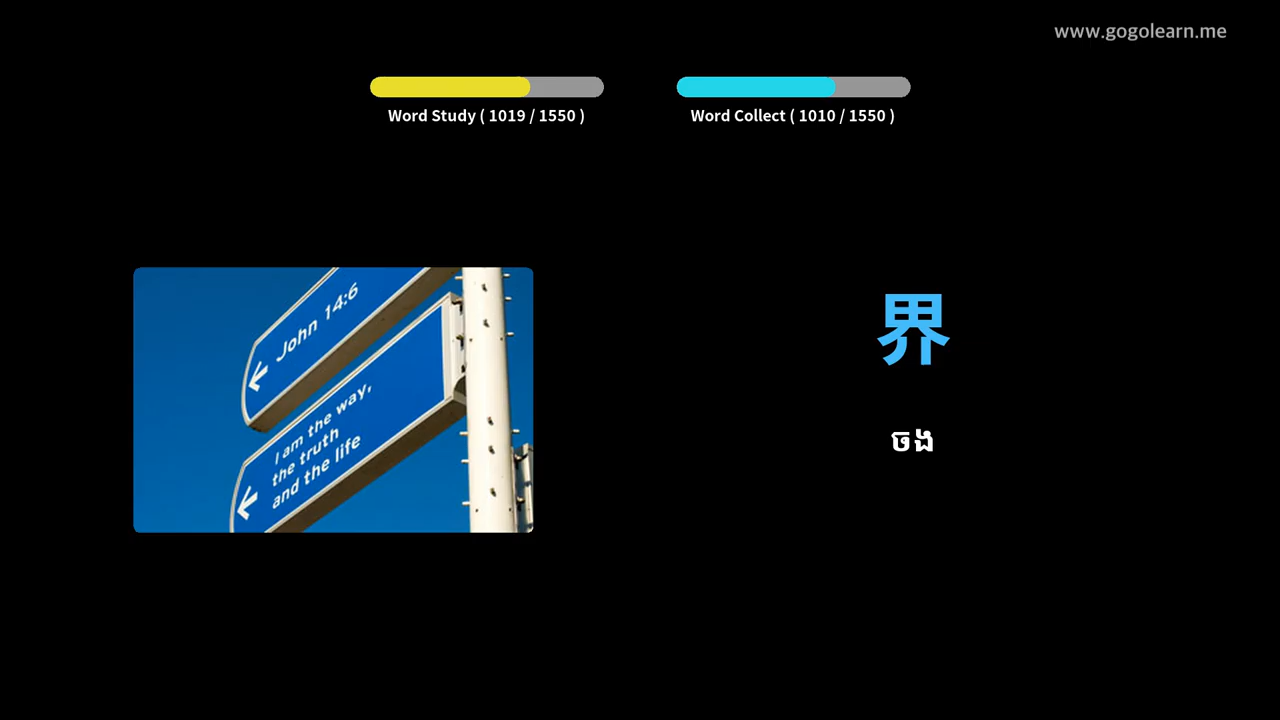 www.gogolearn.me
Word Study ( 1019 / 1550 )
Word Collect ( 1010 / 1550 )
John 14:6
I am the way,
the truth
and the life
界
ចង